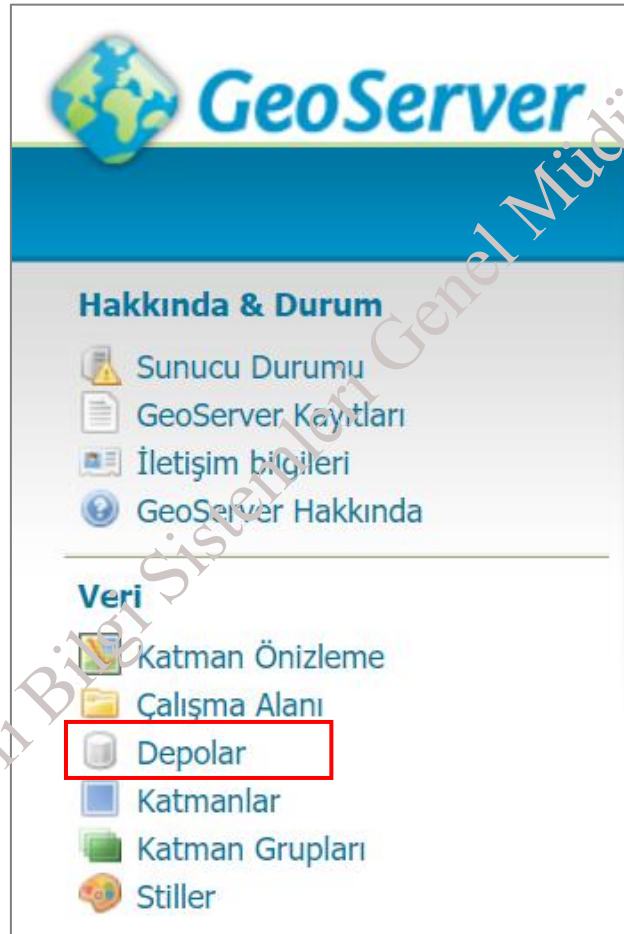 GeoServer
Hakkında & Durum
Sunucu Durumu
GeoServer Kayıtları
İletişim bilgileri
GeoServer Hakkında
Veri
Katman Önizleme
Çalışma Alanı
Depolar
Katmanlar
Katman Grupları
Stiller
Bilgi Sistemleri Genel